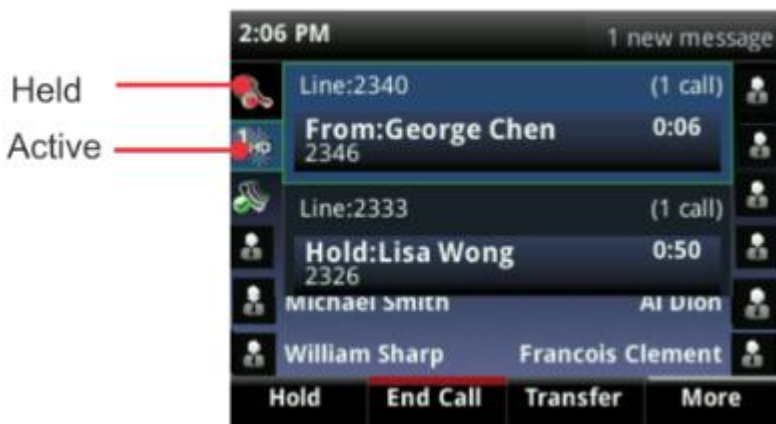 2:06 PM 1 new message
Held
Line:2340 (1 call)
From:George Chen 0:06
2346
Active
1 HD
Line:2333 (1 call)
Hold:Lisa Wong 0:50
2326
Michael Smith Al Dion
William Sharp Francois Clement
Hold End Call Transfer More